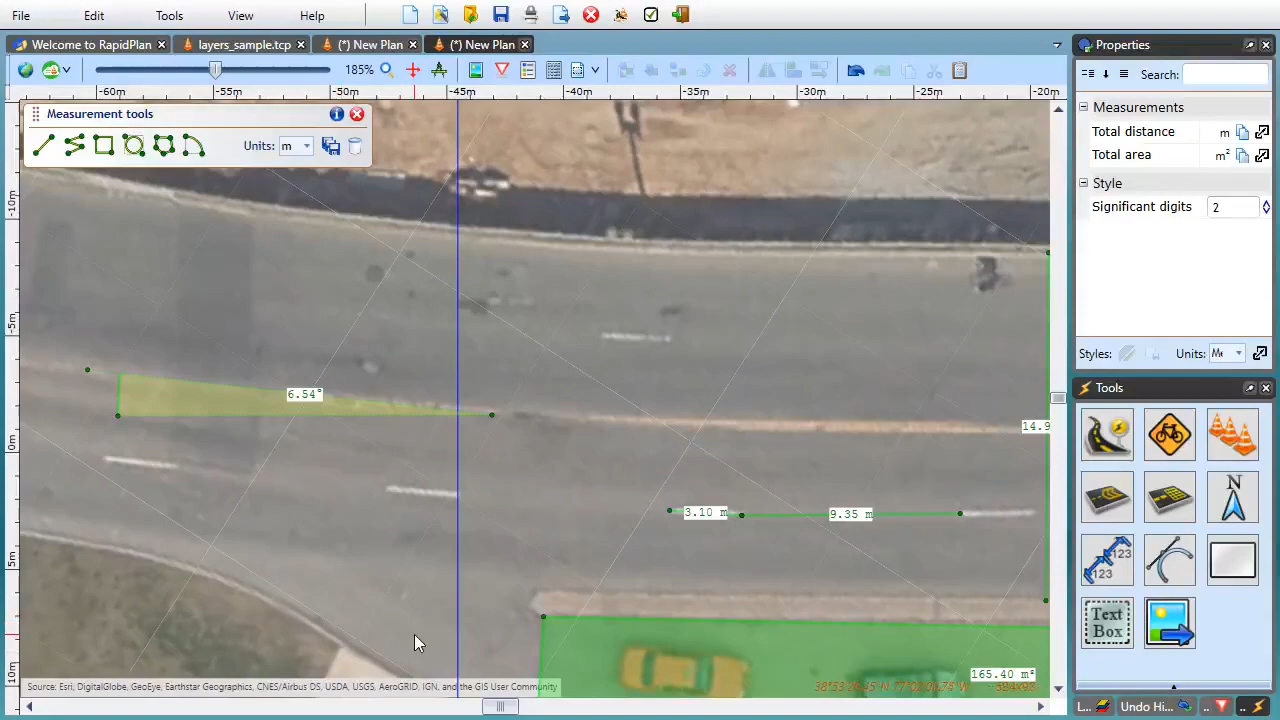 File Edit Tools View Help
Welcome to RapidPlan layers_sample.tcp (*) New Plan (*) New Plan
185%
-60m -55m -50m -45m -40m -35m -30m -25m -20m
Measurement tools
Units: m
-10m
-5m
0m
5m
10m
6.54°
3.10 m 9.35 m
14.9
165.40 m²
Source: Esri, DigitalGlobe, GeoEye, Earthstar Geographics, CNES/Airbus DS, USDA, USGS, AeroGRID, IGN, and the GIS User Community
Properties
Search:
Measurements
Total distance m
Total area m²
Style
Significant digits 2
Styles: Units: Me
Tools
N
123
123
Text
Box
L... Undo Hi... .. ..